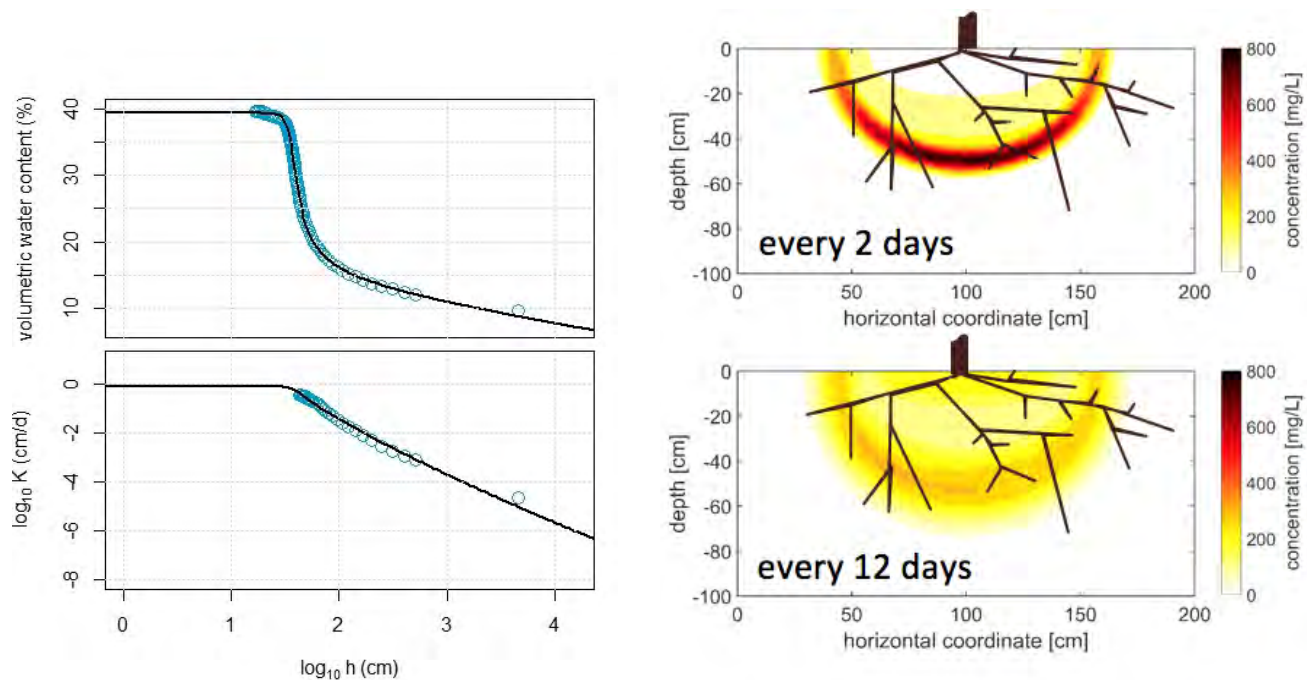 volumetric water content (%)
40
30
20
10
log10 K (cm/d)
0
-2
-4
-6
-8
0 1 2 3 4
log10 h (cm)
depth [cm]
0
-20
-40
-60
-80
-100
every 2 days
0 50 100 150 200
horizontal coordinate [cm]
800
600
400
200
0
concentration [mg/L]
depth [cm]
0
-20
-40
-60
-80
-100
every 12 days
0 50 100 150 200
horizontal coordinate [cm]
800
600
400
200
0
concentration [mg/L]